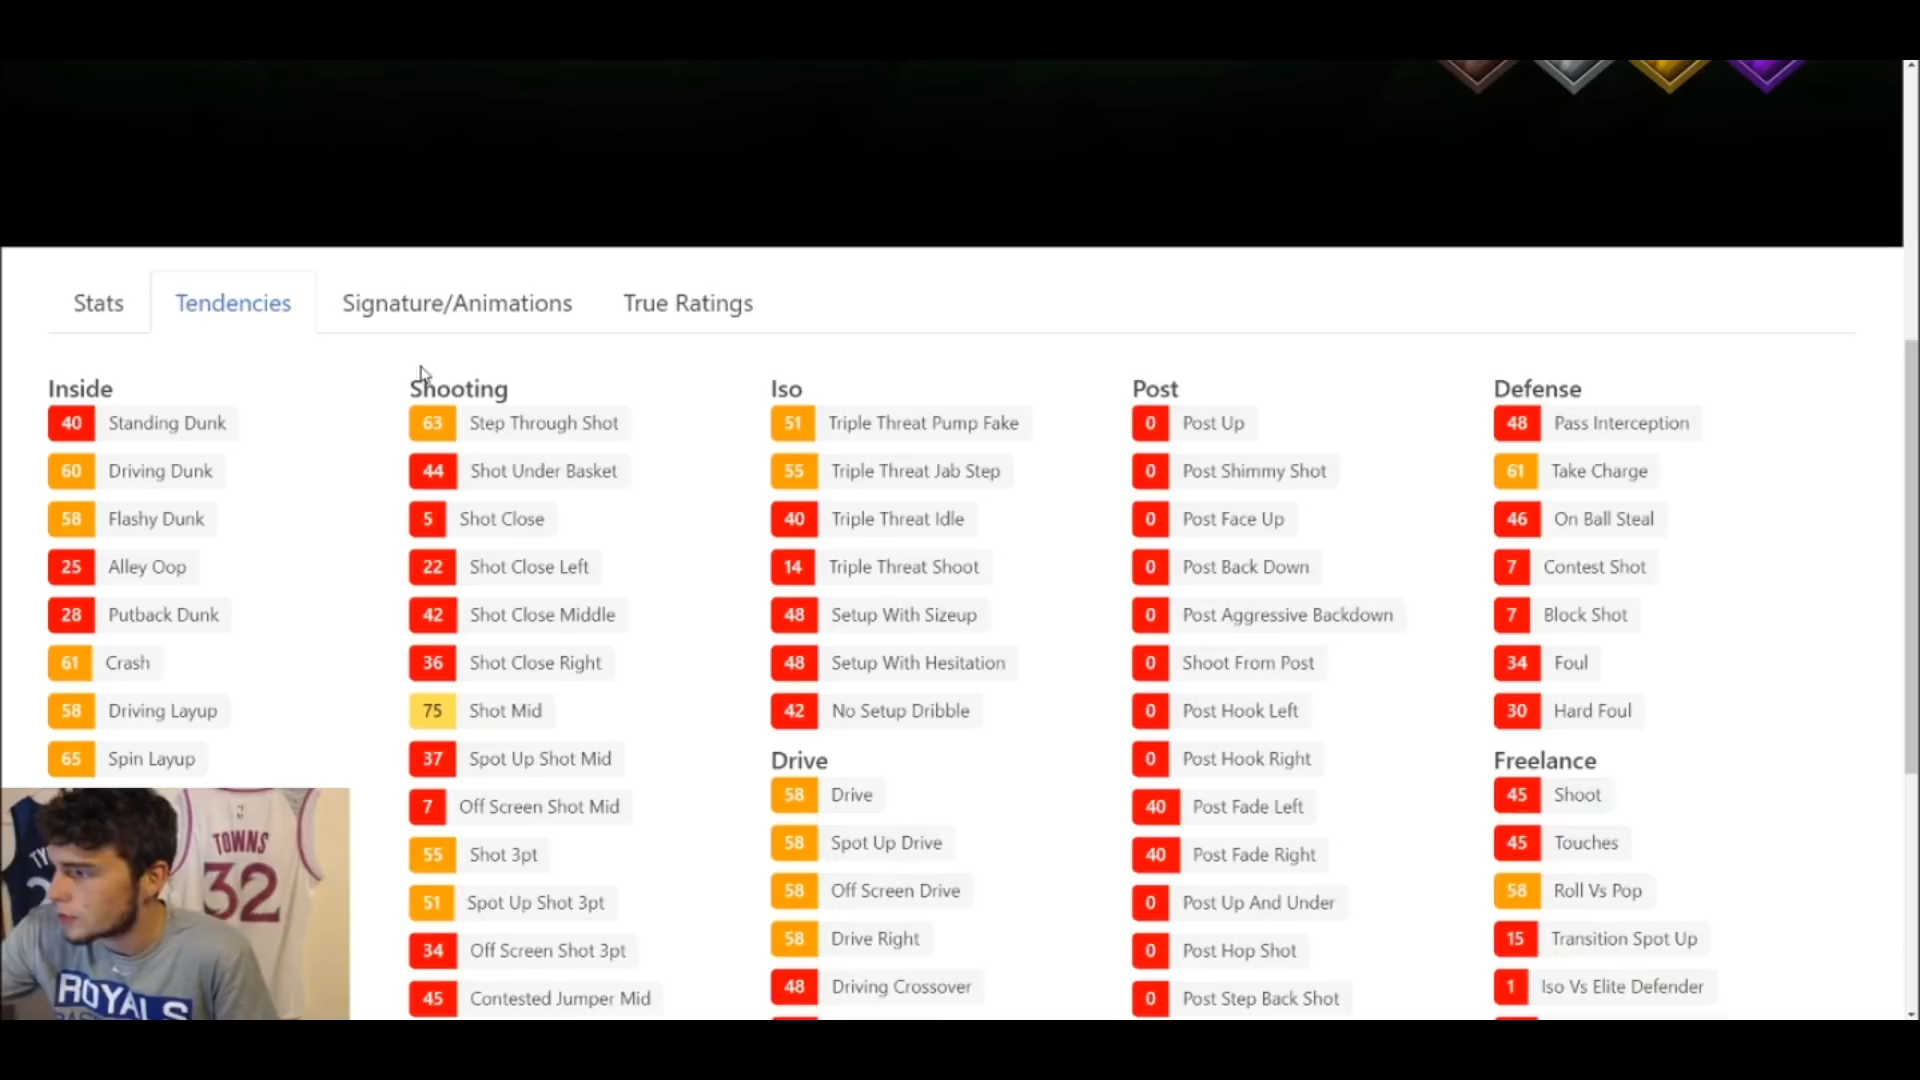 Stats
Tendencies
Signature/Animations
True Ratings
Inside
40 Standing Dunk
60 Driving Dunk
58 Flashy Dunk
25 Alley Oop
28 Putback Dunk
61 Crash
58 Driving Layup
65 Spin Layup
Shooting
63 Step Through Shot
44 Shot Under Basket
5 Shot Close
22 Shot Close Left
42 Shot Close Middle
36 Shot Close Right
75 Shot Mid
37 Spot Up Shot Mid
7 Off Screen Shot Mid
55 Shot 3pt
51 Spot Up Shot 3pt
34 Off Screen Shot 3pt
45 Contested Jumper Mid
Iso
51 Triple Threat Pump Fake
55 Triple Threat Jab Step
40 Triple Threat Idle
14 Triple Threat Shoot
48 Setup With Sizeup
48 Setup With Hesitation
42 No Setup Dribble
Drive
58 Drive
58 Spot Up Drive
58 Off Screen Drive
58 Drive Right
48 Driving Crossover
Post
0 Post Up
0 Post Shimmy Shot
0 Post Face Up
0 Post Back Down
0 Post Aggressive Backdown
0 Shoot From Post
0 Post Hook Left
0 Post Hook Right
40 Post Fade Left
40 Post Fade Right
0 Post Up And Under
0 Post Hop Shot
0 Post Step Back Shot
Defense
48 Pass Interception
61 Take Charge
46 On Ball Steal
7 Contest Shot
7 Block Shot
34 Foul
30 Hard Foul
Freelance
45 Shoot
45 Touches
58 Roll Vs Pop
15 Transition Spot Up
1 Iso Vs Elite Defender
TOWNS
32
ROYALS